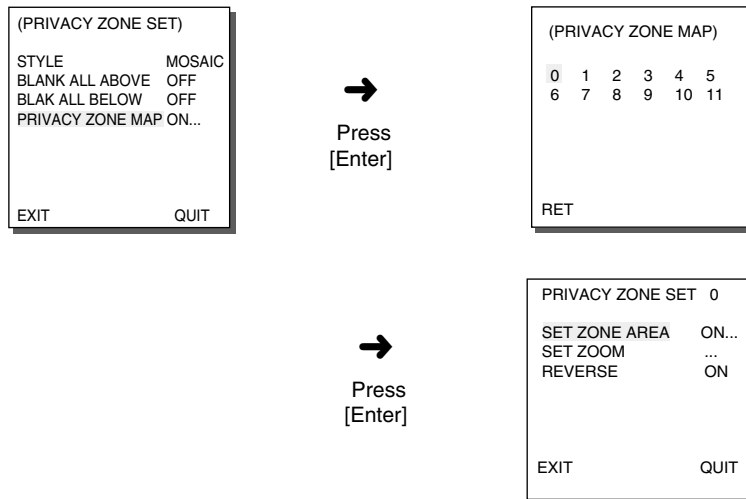 (PRIVACY ZONE SET)
STYLE MOSAIC
BLANK ALL ABOVE OFF
BLAK ALL BELOW OFF
PRIVACY ZONE MAP ON...
EXIT QUIT
Press
[Enter]
(PRIVACY ZONE MAP)
0 1 2 3 4 5
6 7 8 9 10 11
RET
Press
[Enter]
PRIVACY ZONE SET 0
SET ZONE AREA ON...
SET ZOOM ...
REVERSE ON
EXIT QUIT